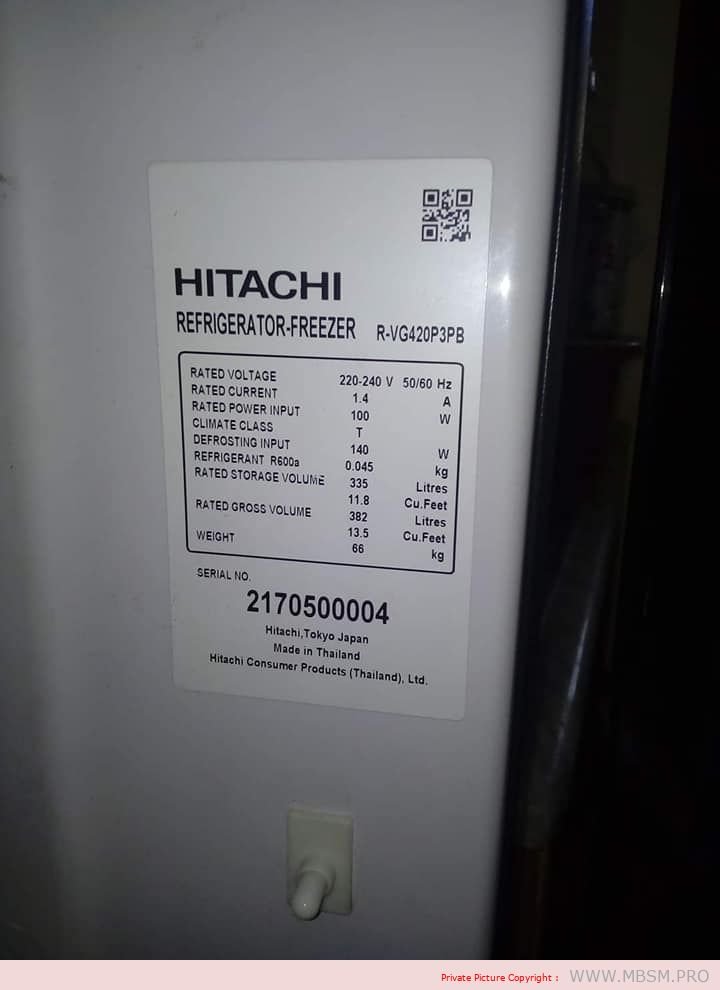 HITACHI
REFRIGERATOR-FREEZER R-VG420P3PB
RATED VOLTAGE 220-240 V 50/60 Hz
RATED CURRENT 1.4 A
RATED POWER INPUT 100 W
CLIMATE CLASS T
DEFROSTING INPUT 140 W
REFRIGERANT R600a 0.045 kg
RATED STORAGE VOLUME 335 Litres
11.8 Cu.Feet
RATED GROSS VOLUME 382 Litres
13.5 Cu.Feet
WEIGHT 66 kg
SERIAL NO.
2170500004
Hitachi,Tokyo Japan
Made in Thailand
Hitachi Consumer Products (Thailand), Ltd.
Private Picture Copyright : WWW.MBSM.PRO